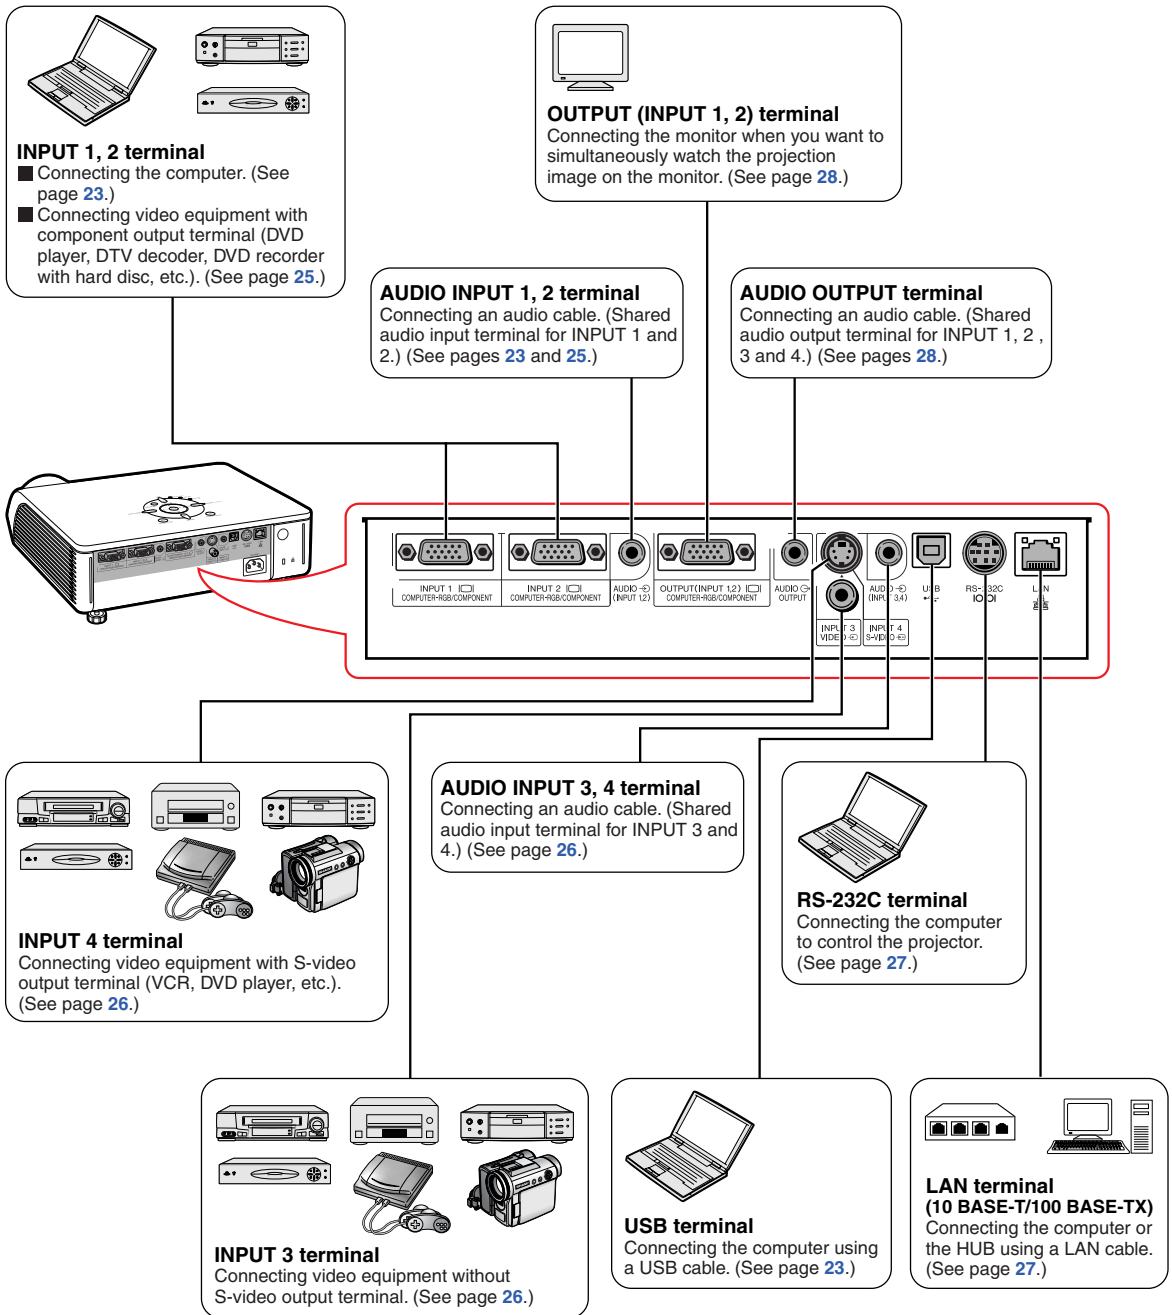 INPUT 1, 2 terminal
Connecting the computer. (See
page 23.)
Connecting video equipment with
component output terminal (DVD
player, DTV decoder, DVD recorder
with hard disc, etc.). (See page 25.)
OUTPUT (INPUT 1, 2) terminal
Connecting the monitor when you want to
simultaneously watch the projection
image on the monitor. (See page 28.)
AUDIO INPUT 1, 2 terminal
Connecting an audio cable. (Shared
audio input terminal for INPUT 1 and
2.) (See pages 23 and 25.)
AUDIO OUTPUT terminal
Connecting an audio cable. (Shared
audio output terminal for INPUT 1, 2 ,
3 and 4.) (See pages 28.)
INPUT 1
COMPUTER-RGB/COMPONENT
INPUT 2
COMPUTER-RGB/COMPONENT
AUDIO
(INPUT 1,2)
OUTPUT(INPUT 1,2)
COMPUTER-RGB/COMPONENT
AUDIO
OUTPUT
INPUT 3
VIDEO
AUDIO
(INPUT 3,4)
INPUT 4
S-VIDEO
USB
RS-232C
LAN
INPUT 4 terminal
Connecting video equipment with S-video
output terminal (VCR, DVD player, etc.).
(See page 26.)
AUDIO INPUT 3, 4 terminal
Connecting an audio cable. (Shared
audio input terminal for INPUT 3 and
4.) (See page 26.)
RS-232C terminal
Connecting the computer
to control the projector.
(See page 27.)
INPUT 3 terminal
Connecting video equipment without
S-video output terminal. (See page 26.)
USB terminal
Connecting the computer using
a USB cable. (See page 23.)
LAN terminal
(10 BASE-T/100 BASE-TX)
Connecting the computer or
the HUB using a LAN cable.
(See page 27.)